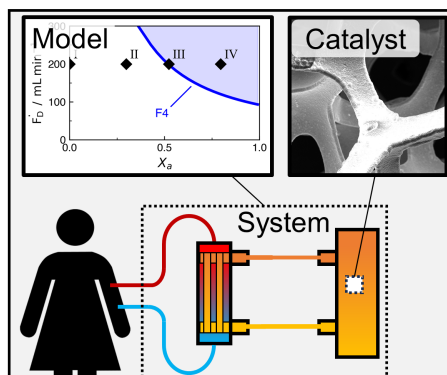 Model
Catalyst
300
I
II
III
IV
200
100
0
F4
0.0
0.5
1.0
Ḟ_D / mL min
X_a
System